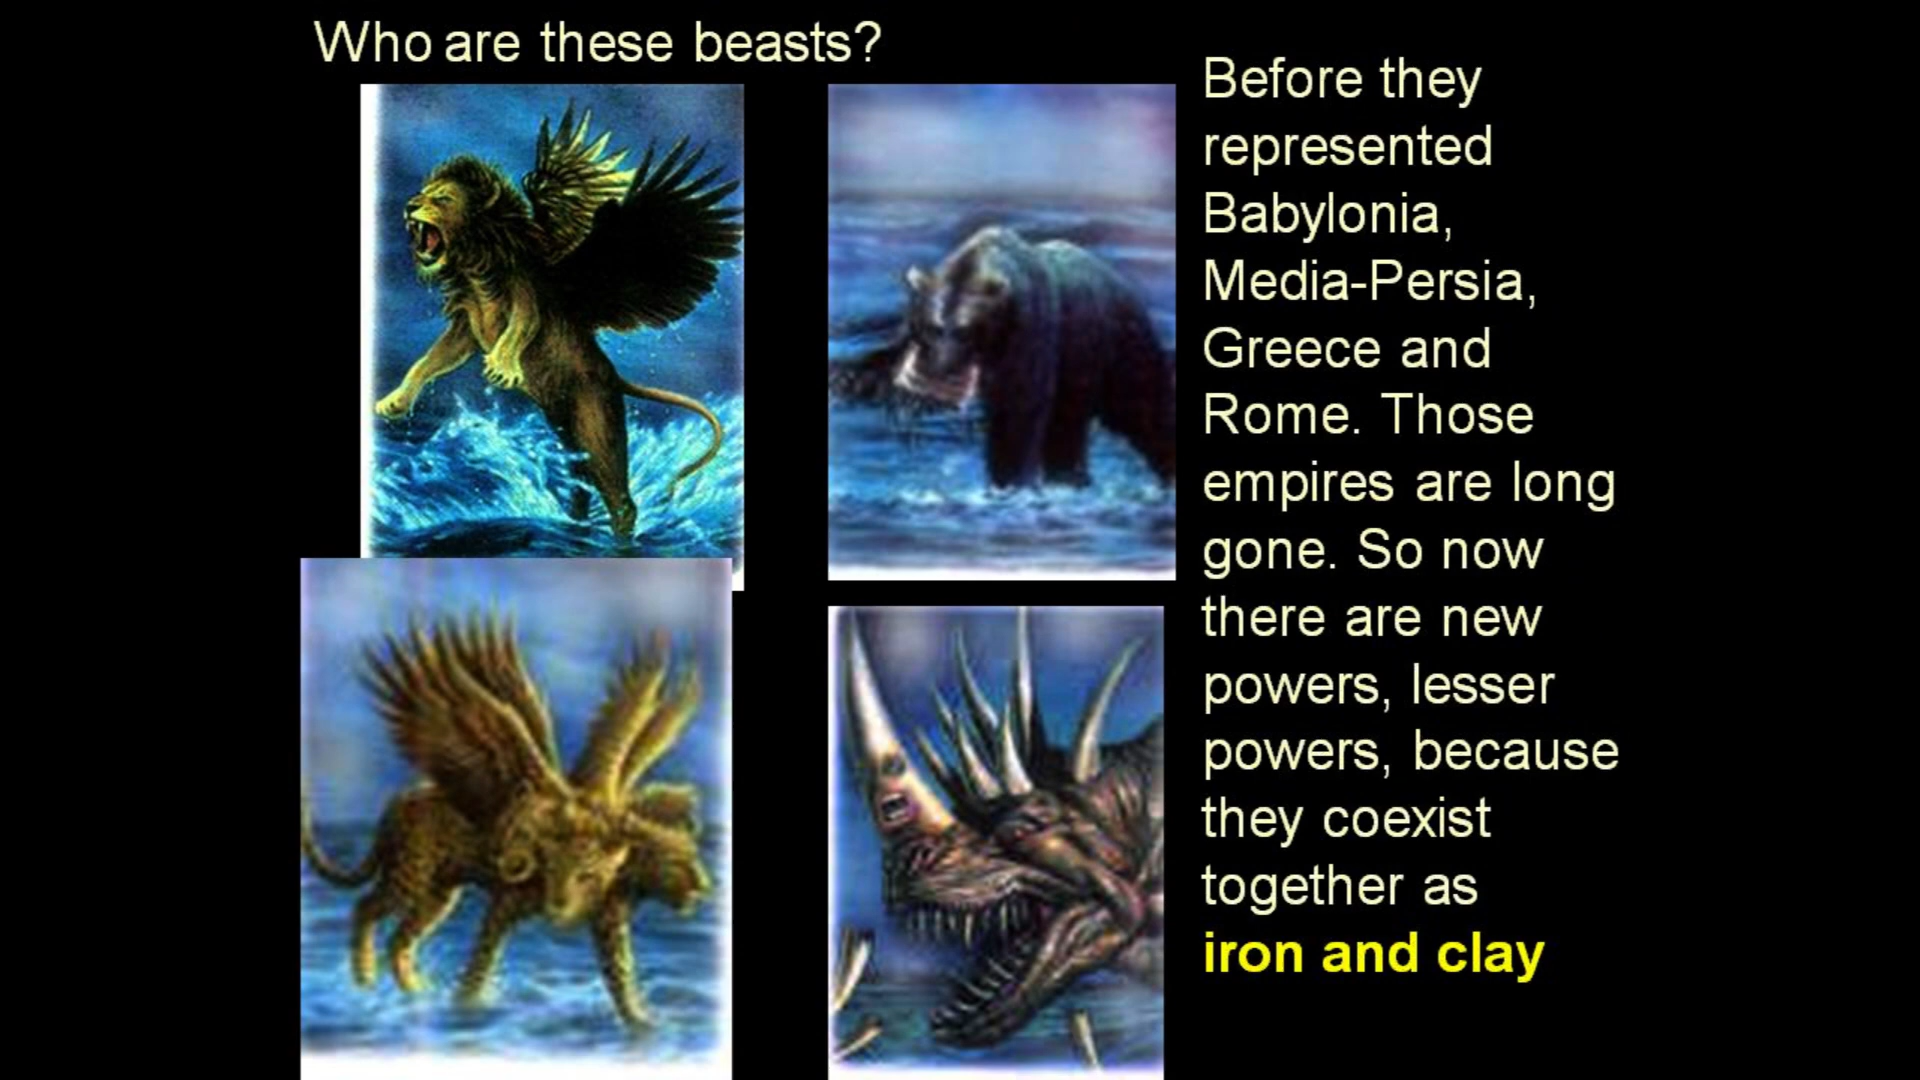 Who are these beasts?
Before they
represented
Babylonia,
Media-Persia,
Greece and
Rome. Those
empires are long
gone. So now
there are new
powers, lesser
powers, because
they coexist
together as
iron and clay